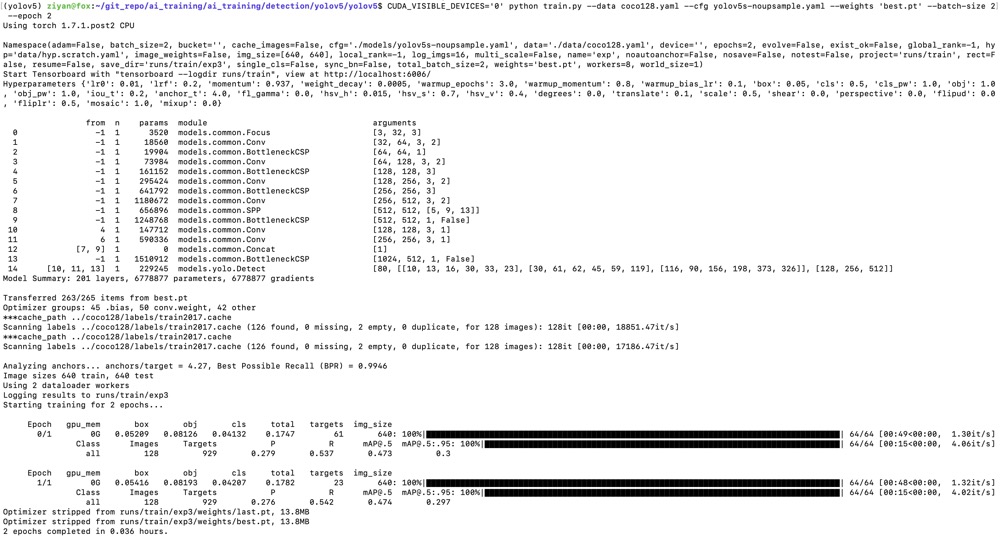 (yolov5) ziyan@fox:~/git_repo/ai_training/ai_training/detection/yolov5/yolov5$ CUDA_VISIBLE_DEVICES='0' python train.py --data coco128.yaml --cfg yolov5s-noupsample.yaml --weights 'best.pt' --batch-size 2
--epoch 2
Using torch 1.7.1.post2 CPU
Namespace(adam=False, batch_size=2, bucket='', cache_images=False, cfg='./models/yolov5s-noupsample.yaml', data='./data/coco128.yaml', device='', epochs=2, evolve=False, exist_ok=False, global_rank=-1, h
yp='data/hyp.scratch.yaml', image_weights=False, img_size=[640, 640], local_rank=-1, log_imgs=16, multi_scale=False, name='exp', noautoanchor=False, nosave=False, notest=False, project='runs/train', rect=F
alse, resume=False, save_dir='runs/train/exp3', single_cls=False, sync_bn=False, total_batch_size=2, weights='best.pt', workers=8, world_size=1)
Start Tensorboard with "tensorboard --logdir runs/train", view at http://localhost:6006/
Hyperparameters {'lr0': 0.01, 'lrf': 0.2, 'momentum': 0.937, 'weight_decay': 0.0005, 'warmup_epochs': 3.0, 'warmup_momentum': 0.8, 'warmup_bias_lr': 0.1, 'box': 0.05, 'cls': 0.5, 'cls_pw': 1.0, 'obj': 1.0
, 'obj_pw': 1.0, 'iou_t': 0.2, 'anchor_t': 4.0, 'fl_gamma': 0.0, 'hsv_h': 0.015, 'hsv_s': 0.7, 'hsv_v': 0.4, 'degrees': 0.0, 'translate': 0.1, 'scale': 0.5, 'shear': 0.0, 'perspective': 0.0, 'flipud': 0.0
, 'fliplr': 0.5, 'mosaic': 1.0, 'mixup': 0.0}
from n params module arguments
0 -1 1 3520 models.common.Focus [3, 32, 3]
1 -1 1 18560 models.common.Conv [32, 64, 3, 2]
2 -1 1 19904 models.common.BottleneckCSP [64, 64, 1]
3 -1 1 73984 models.common.Conv [64, 128, 3, 2]
4 -1 1 161152 models.common.BottleneckCSP [128, 128, 3]
5 -1 1 295424 models.common.Conv [128, 256, 3, 2]
6 -1 1 641792 models.common.BottleneckCSP [256, 256, 3]
7 -1 1 1180672 models.common.Conv [256, 512, 3, 2]
8 -1 1 656896 models.common.SPP [512, 512, [5, 9, 13]]
9 -1 1 1248768 models.common.BottleneckCSP [512, 512, 1, False]
10 4 1 147712 models.common.Conv [128, 128, 3, 1]
11 6 1 590336 models.common.Conv [256, 256, 3, 1]
12 [7, 9] 1 0 models.common.Concat [1]
13 -1 1 1510912 models.common.BottleneckCSP [1024, 512, 1, False]
14 [10, 11, 13] 1 229245 models.yolo.Detect [80, [[10, 13, 16, 30, 33, 23], [30, 61, 62, 45, 59, 119], [116, 90, 156, 198, 373, 326]], [128, 256, 512]]
Model Summary: 201 layers, 6778877 parameters, 6778877 gradients
Transferred 263/265 items from best.pt
Optimizer groups: 45 .bias, 50 conv.weight, 42 other
***cache_path ../coco128/labels/train2017.cache
Scanning labels ../coco128/labels/train2017.cache (126 found, 0 missing, 2 empty, 0 duplicate, for 128 images): 128it [00:00, 18851.47it/s]
***cache_path ../coco128/labels/train2017.cache
Scanning labels ../coco128/labels/train2017.cache (126 found, 0 missing, 2 empty, 0 duplicate, for 128 images): 128it [00:00, 17186.47it/s]
Analyzing anchors... anchors/target = 4.27, Best Possible Recall (BPR) = 0.9946
Image sizes 640 train, 640 test
Using 2 dataloader workers
Logging results to runs/train/exp3
Starting training for 2 epochs...
Epoch gpu_mem box obj cls total targets img_size
0/1 0G 0.05209 0.08126 0.04132 0.1747 61 640: 100%| 64/64 [00:49<00:00, 1.30it/s]
Class Images Targets P R mAP@.5 mAP@.5:.95: 100%| 64/64 [00:15<00:00, 4.06it/s]
all 128 929 0.279 0.537 0.473 0.3
Epoch gpu_mem box obj cls total targets img_size
1/1 0G 0.05416 0.08193 0.04207 0.1782 23 640: 100%| 64/64 [00:48<00:00, 1.32it/s]
Class Images Targets P R mAP@.5 mAP@.5:.95: 100%| 64/64 [00:15<00:00, 4.02it/s]
all 128 929 0.276 0.542 0.474 0.297
Optimizer stripped from runs/train/exp3/weights/last.pt, 13.8MB
Optimizer stripped from runs/train/exp3/weights/best.pt, 13.8MB
2 epochs completed in 0.036 hours.